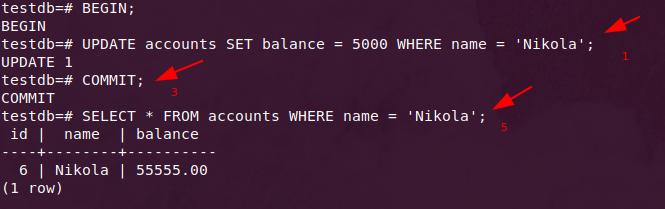 testdb=# BEGIN;
BEGIN
testdb=# UPDATE accounts SET balance = 5000 WHERE name = 'Nikola';
1
UPDATE 1
testdb=# COMMIT;
3
COMMIT
testdb=# SELECT * FROM accounts WHERE name = 'Nikola';
5
 id |  name  | balance
----+--------+----------
  6 | Nikola | 55555.00
(1 row)